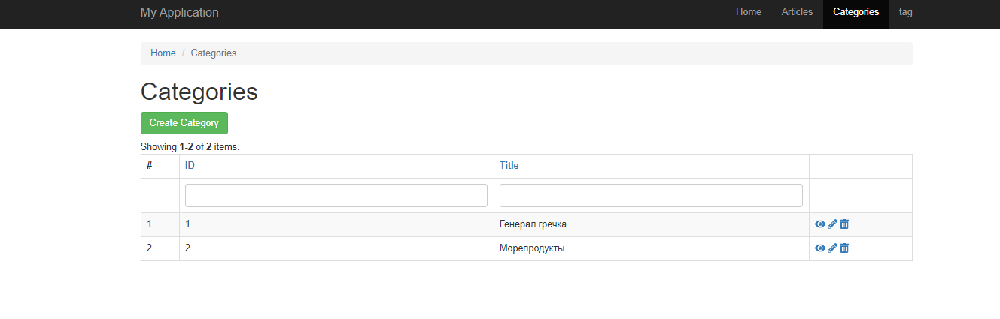 My Application Home Articles Categories tag
Home / Categories
Categories
Create Category
Showing 1-2 of 2 items.
# ID Title
1 1 Генерал гречка
2 2 Морепродукты